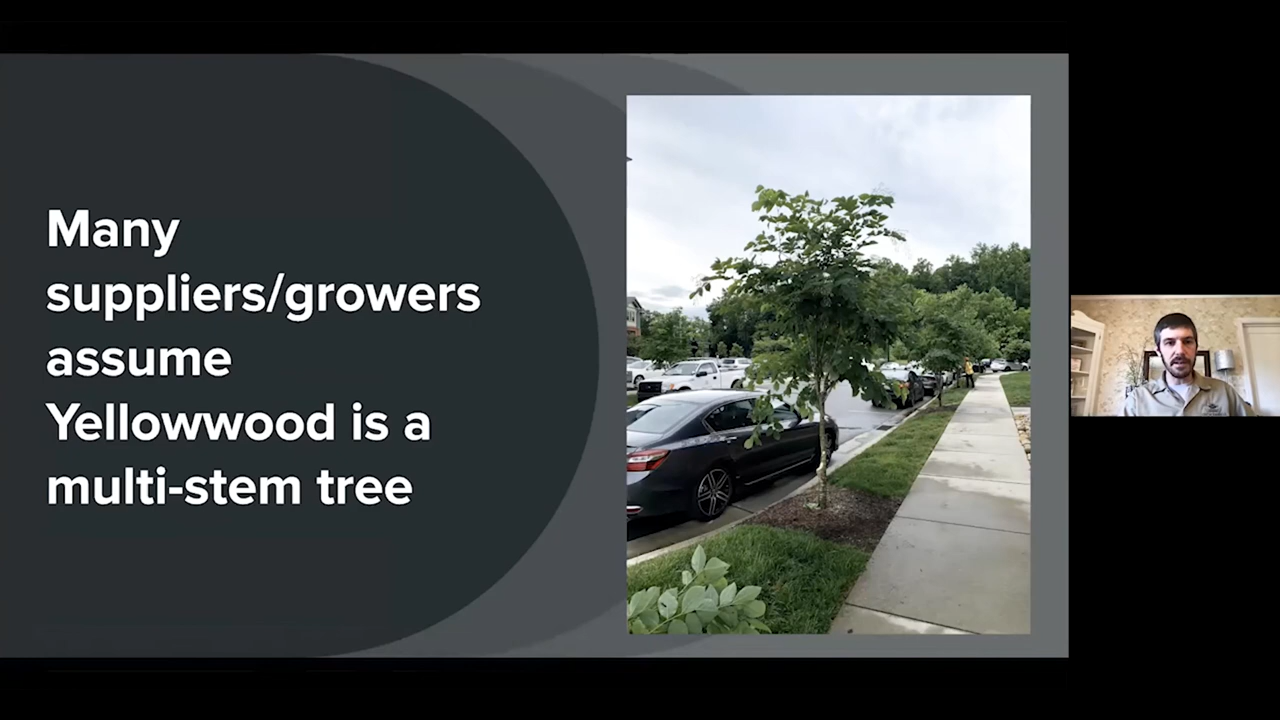 Many
suppliers/growers
assume
Yellowwood is a
multi-stem tree